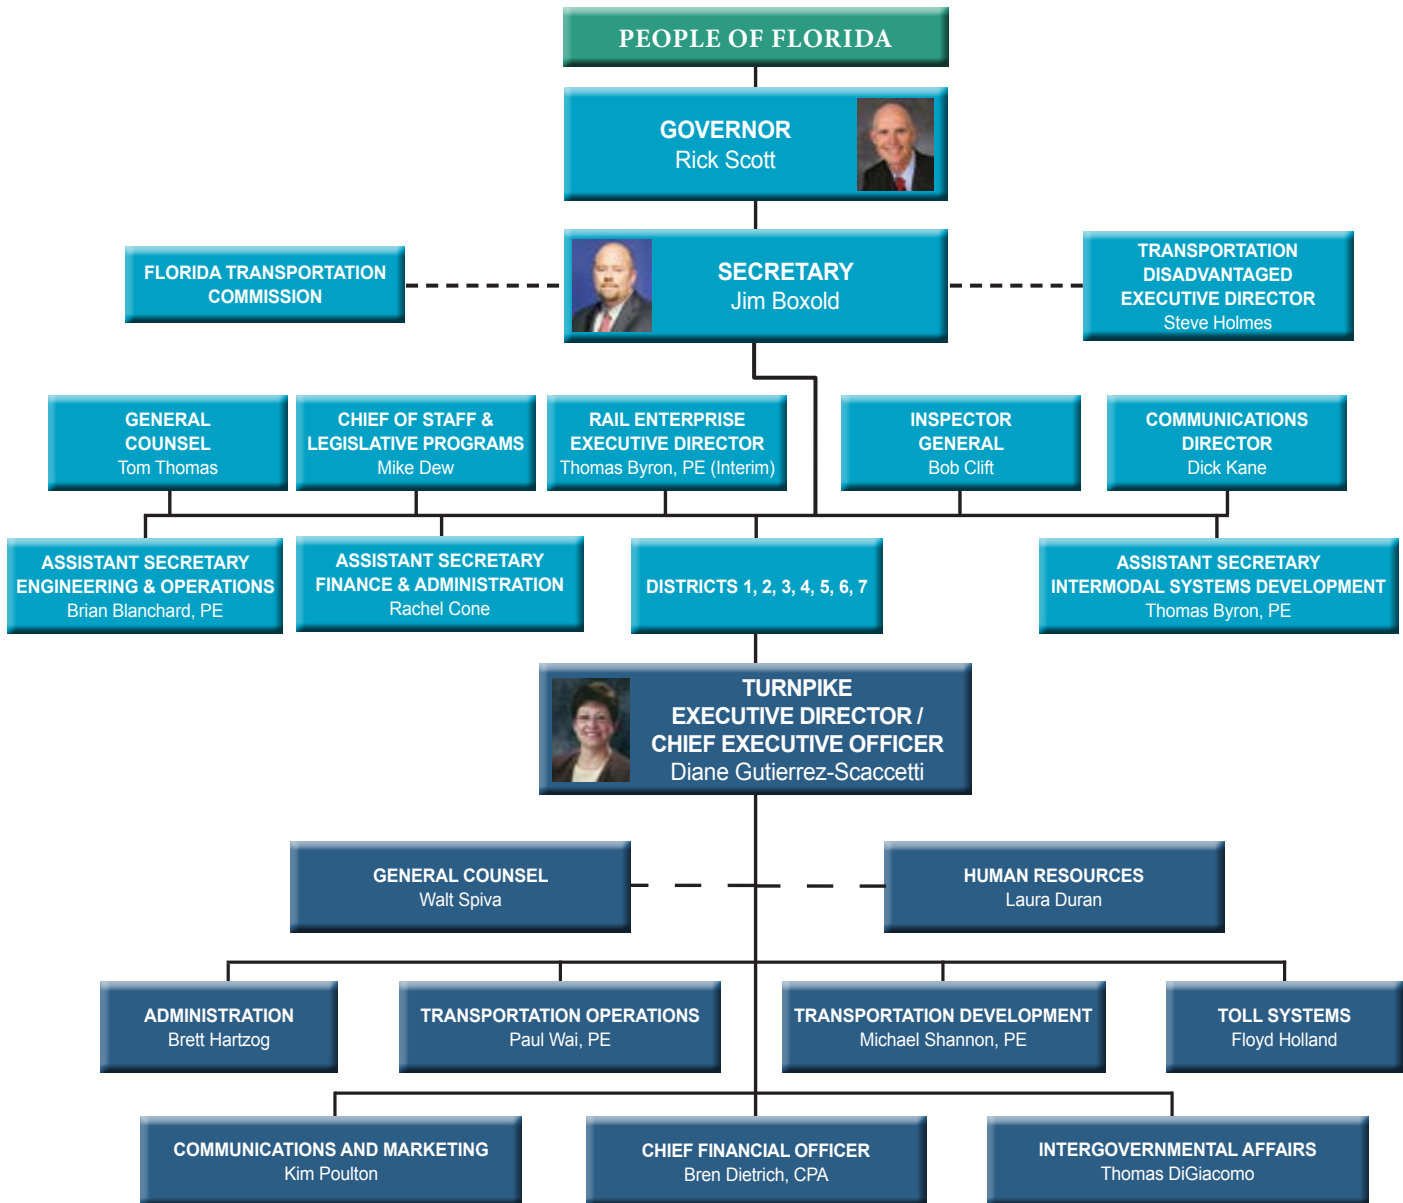 PEOPLE OF FLORIDA
GOVERNOR
Rick Scott
SECRETARY
Jim Boxold
FLORIDA TRANSPORTATION
COMMISSION
TRANSPORTATION
DISADVANTAGED
EXECUTIVE DIRECTOR
Steve Holmes
GENERAL
COUNSEL
Tom Thomas
CHIEF OF STAFF &
LEGISLATIVE PROGRAMS
Mike Dew
RAIL ENTERPRISE
EXECUTIVE DIRECTOR
Thomas Byron, PE (Interim)
INSPECTOR
GENERAL
Bob Clift
COMMUNICATIONS
DIRECTOR
Dick Kane
ASSISTANT SECRETARY
ENGINEERING & OPERATIONS
Brian Blanchard, PE
ASSISTANT SECRETARY
FINANCE & ADMINISTRATION
Rachel Cone
DISTRICTS 1, 2, 3, 4, 5, 6, 7
ASSISTANT SECRETARY
INTERMODAL SYSTEMS DEVELOPMENT
Thomas Byron, PE
TURNPIKE
EXECUTIVE DIRECTOR /
CHIEF EXECUTIVE OFFICER
Diane Gutierrez-Scaccetti
GENERAL COUNSEL
Walt Spiva
HUMAN RESOURCES
Laura Duran
ADMINISTRATION
Brett Hartzog
TRANSPORTATION OPERATIONS
Paul Wai, PE
TRANSPORTATION DEVELOPMENT
Michael Shannon, PE
TOLL SYSTEMS
Floyd Holland
COMMUNICATIONS AND MARKETING
Kim Poulton
CHIEF FINANCIAL OFFICER
Bren Dietrich, CPA
INTERGOVERNMENTAL AFFAIRS
Thomas DiGiacomo